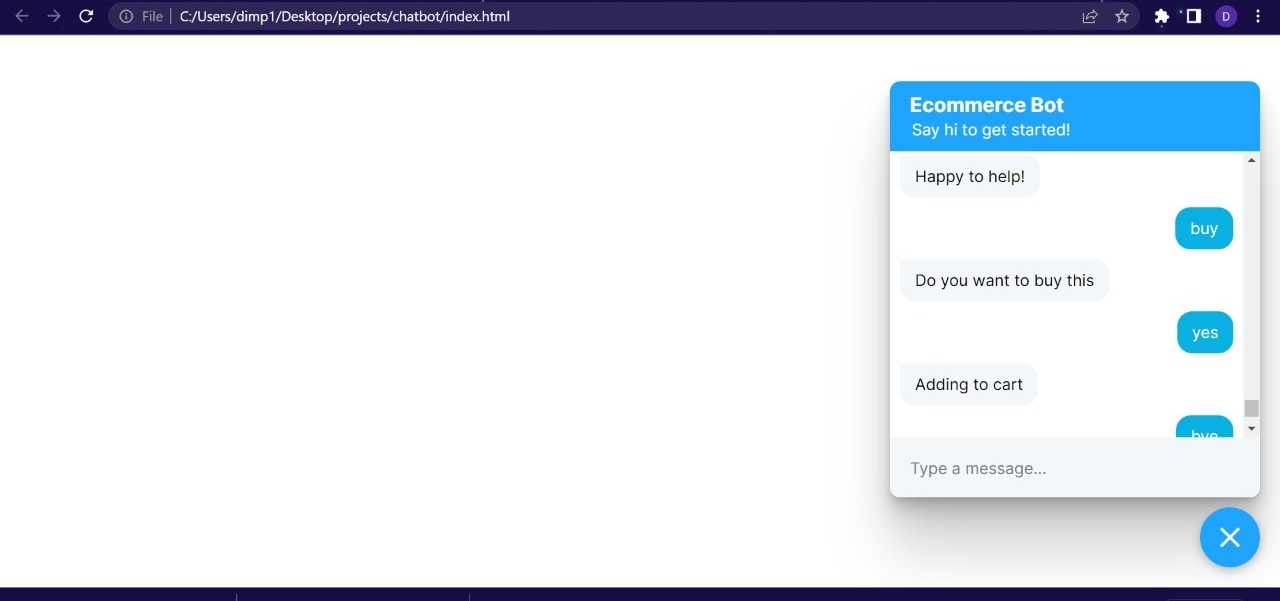 File C:/Users/dimp1/Desktop/projects/chatbot/index.html
D
Ecommerce Bot
Say hi to get started!
Happy to help!
buy
Do you want to buy this
yes
Adding to cart
bye
Type a message...